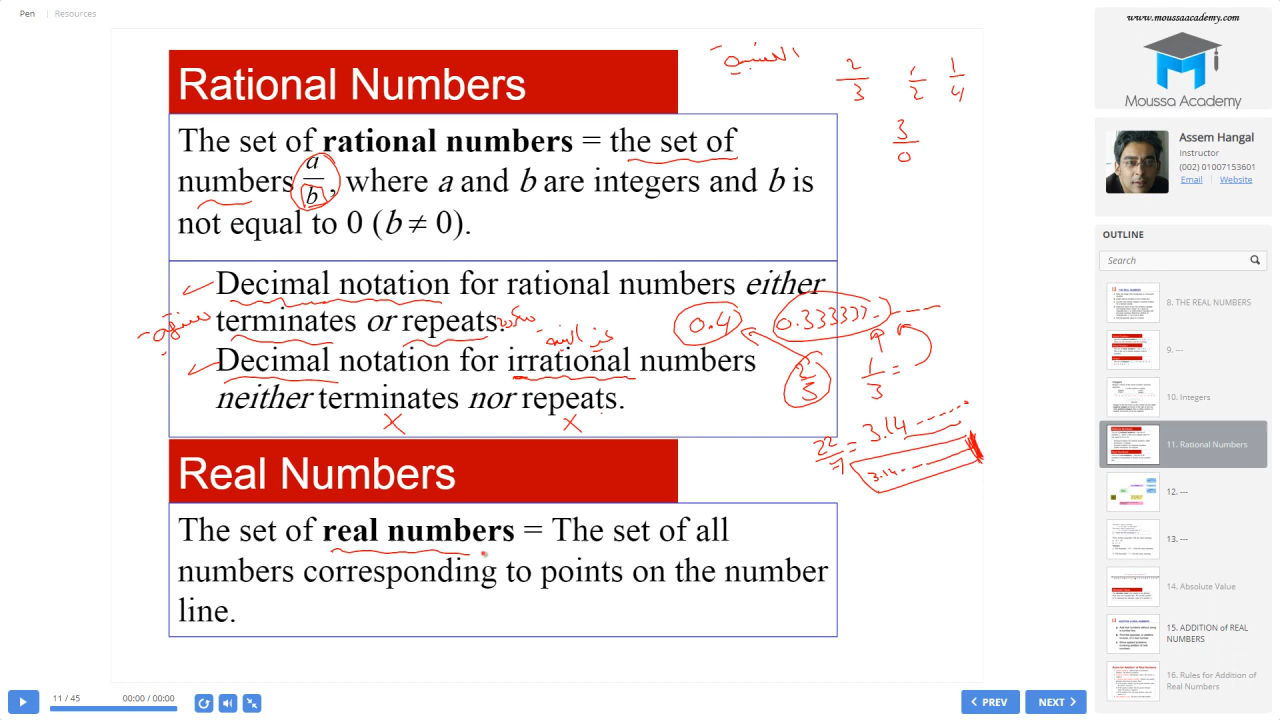 Pen
Resources
Rational Numbers
The set of rational numbers = the set of
numbers a/b, where a and b are integers and b is
not equal to 0 (b ≠ 0).
Decimal notation for rational numbers either
terminates or repeats.
Decimal notation for irrational numbers
neither terminates nor repeats.
Real Numbers
The set of real numbers = The set of all
numbers corresponding to points on the number
line.
2/3 1/2 1/4
3/0
0.4 0.333333.
2/5 1/3 =
22/7 = 3.14
3.14
www.moussaacademy.com
Moussa Academy
Assem Hangal
Instructor
(002) 01007153601
Email
Website
OUTLINE
Search
8. THE REAL NUMBERS
9. ---
10. Integers
11. Rational Numbers
12. ---
13. ---
14. Absolute Value
15. ADDITION of REAL
NUMBERS
16. Rules for Addition of
Real Numbers
11 / 45
00:00 / 00:00
PREV
NEXT